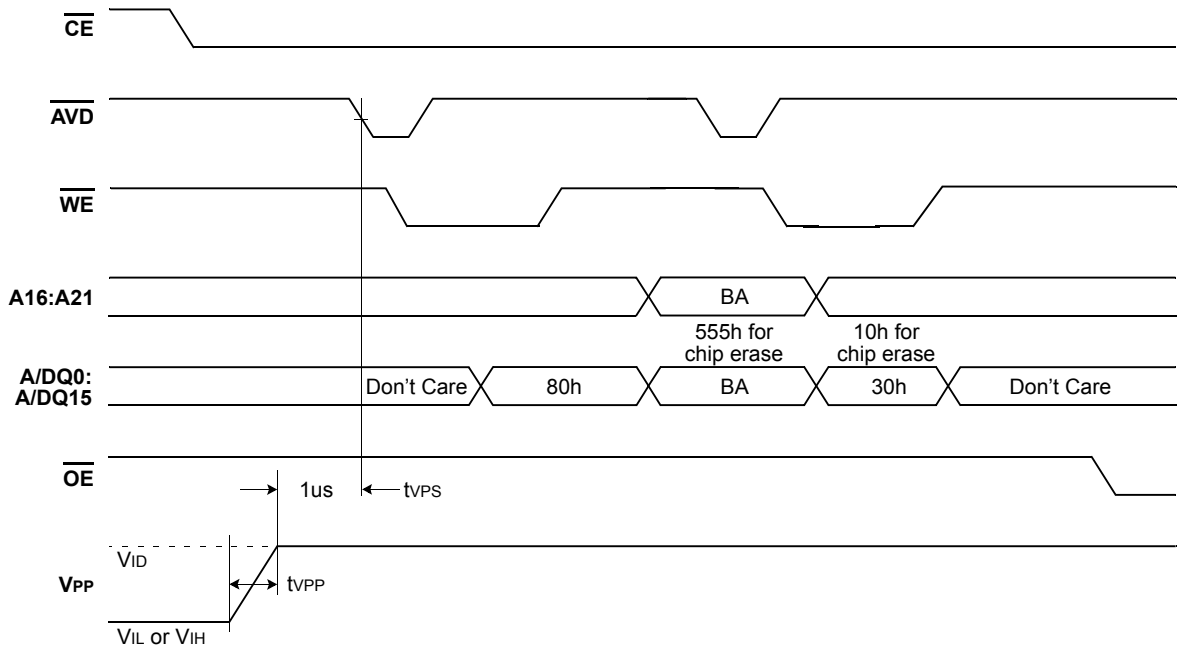 CE
AVD
WE
A16:A21
BA
555h for
chip erase
10h for
chip erase
A/DQ0:
A/DQ15
Don't Care
80h
BA
30h
Don't Care
OE
1us
tVPS
VID
VPP
tVPP
VIL or VIH